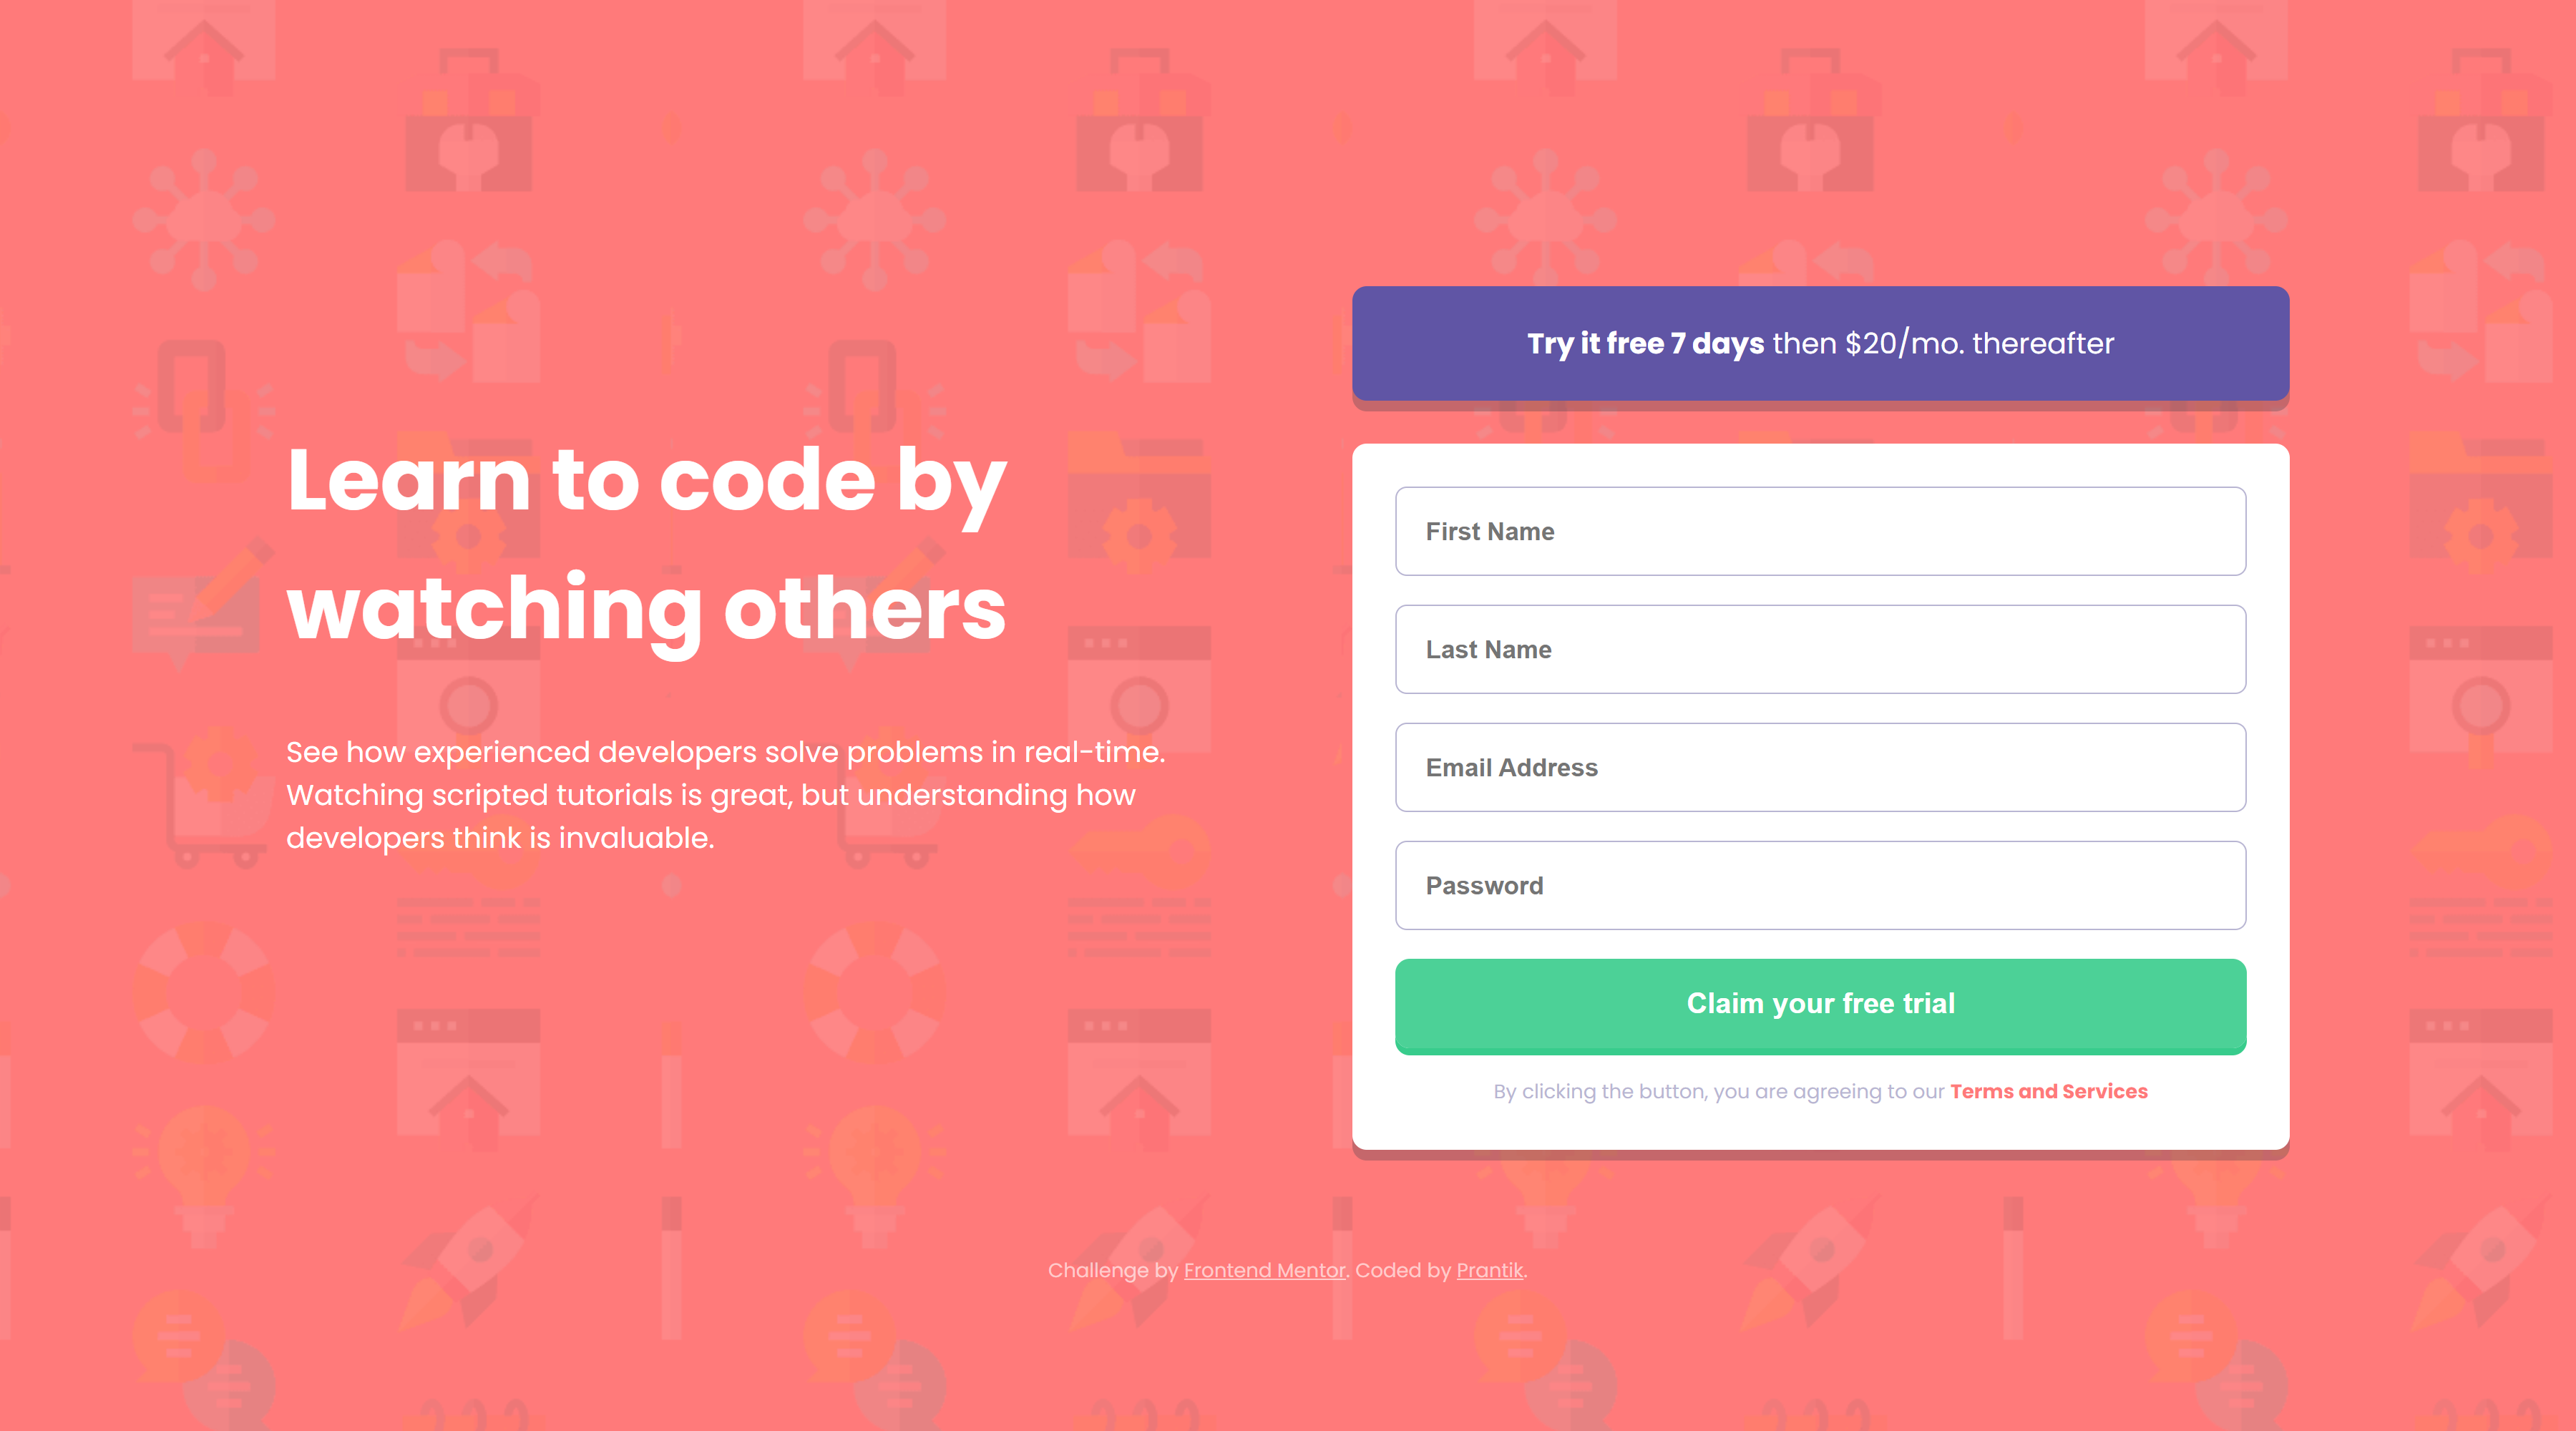 Learn to code by
watching others
See how experienced developers solve problems in real-time.
Watching scripted tutorials is great, but understanding how
developers think is invaluable.
Try it free 7 days then $20/mo. thereafter
First Name
Last Name
Email Address
Password
Claim your free trial
By clicking the button, you are agreeing to our Terms and Services
Challenge by Frontend Mentor. Coded by Prantik.